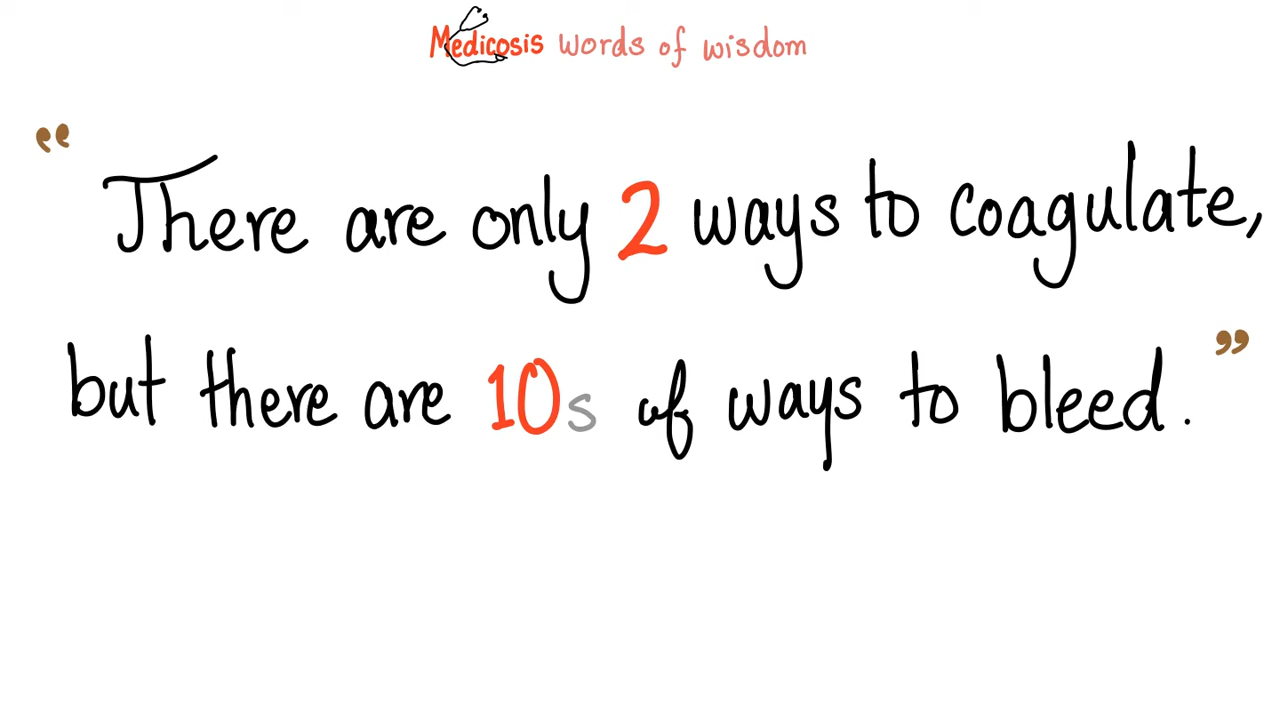 Medicosis words of wisdom
“There are only 2 ways to coagulate,
but there are 10s of ways to bleed.”